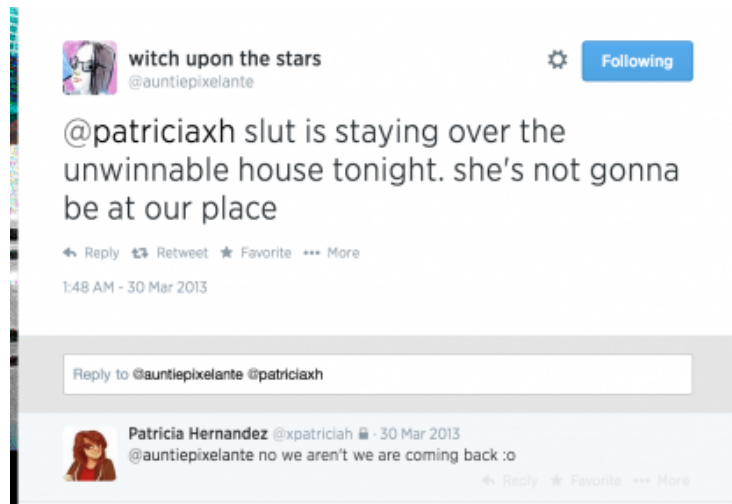 witch upon the stars
@auntiepixelante
Following
@patriciaxh slut is staying over the
unwinnable house tonight. she's not gonna
be at our place
Reply Retweet Favorite More
1:48 AM - 30 Mar 2013
Reply to @auntiepixelante @patriciaxh
Patricia Hernandez @xpatriciah · 30 Mar 2013
@auntiepixelante no we aren't we are coming back :o
Reply Favorite More